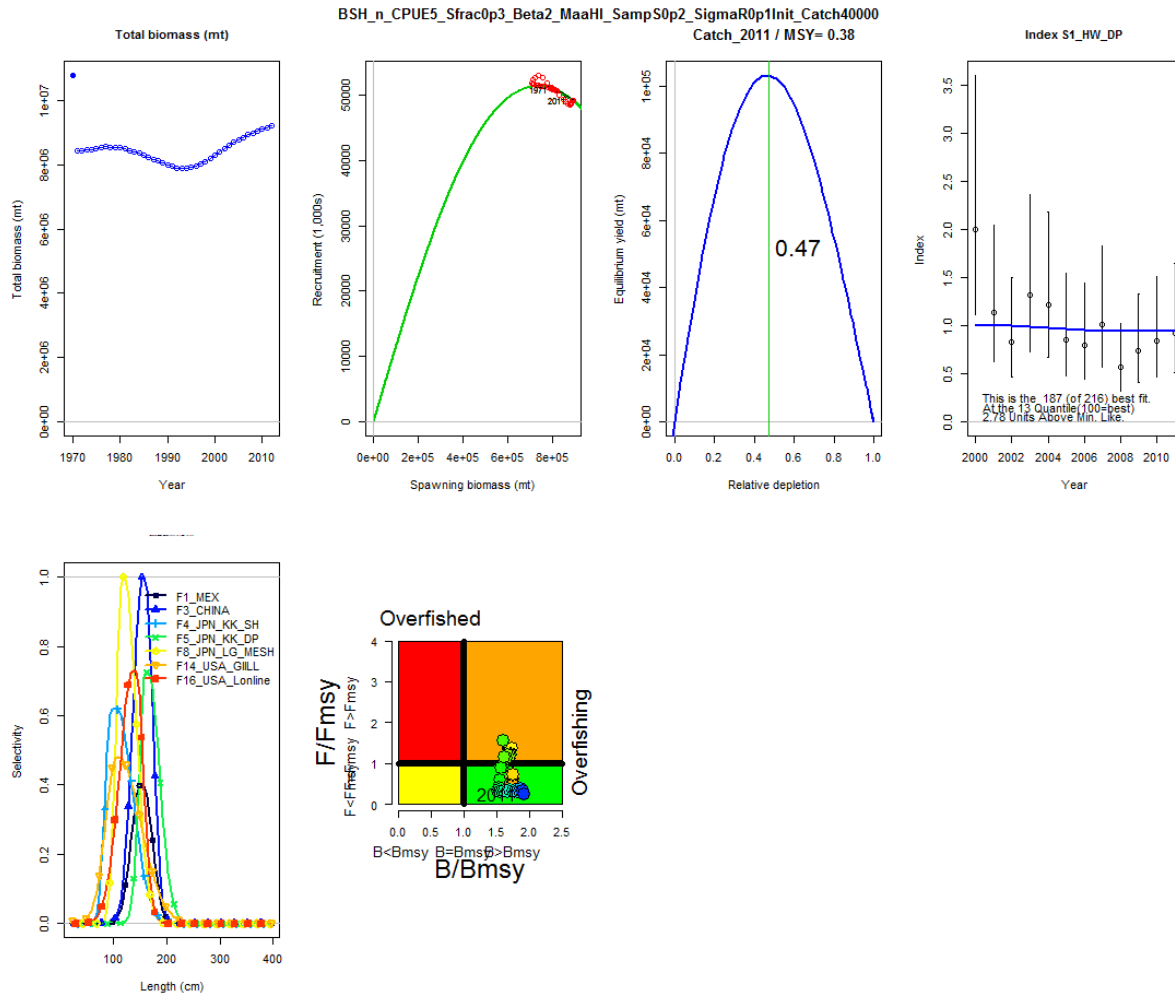 BSH_n_CPUE5_Sfrac0p3_Beta2_MaaHI_SampS0p2_SigmaR0p1Init_Catch40000
Catch_2011 / MSY= 0.38
Total biomass (mt)
Total biomass (mt)
0e+00 2e+06 4e+06 6e+06 8e+06 1e+07
1970 1980 1990 2000 2010
Year
Recruitment (1,000s)
0 10000 20000 30000 40000 50000
1971
2011
0e+00 2e+05 4e+05 6e+05 8e+05
Spawning biomass (mt)
Equilibrium yield (mt)
0e+00 2e+04 4e+04 6e+04 8e+04 1e+05
0.47
0.0 0.2 0.4 0.6 0.8 1.0
Relative depletion
Index S1_HW_DP
Index
0.0 0.5 1.0 1.5 2.0 2.5 3.0 3.5
This is the 187 (of 216) best fit.
At the 13 Quantile(100=best)
2.78 Units Above Min. Like.
2000 2002 2004 2006 2008 2010
Year
Selectivity
0.0 0.2 0.4 0.6 0.8 1.0
F1_MEX
F3_CHINA
F4_JPN_KK_SH
F5_JPN_KK_DP
F8_JPN_LG_MESH
F14_USA_GIILL
F16_USA_Lonline
100 200 300 400
Length (cm)
Overfished
F/Fmsy
F<Fmsy F>Fmsy
0 1 2 3 4
2011
Overfishing
0.0 0.5 1.0 1.5 2.0 2.5
B<Bmsy B=Bmsy B>Bmsy
B/Bmsy